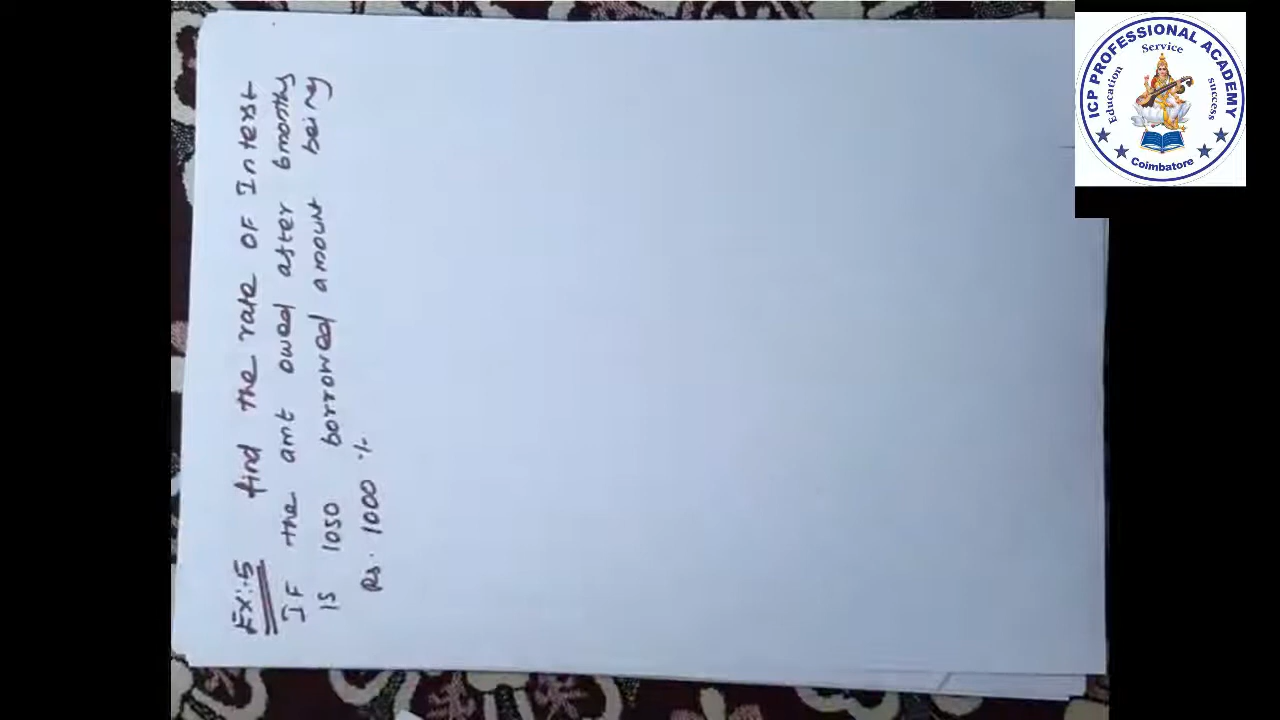 Ex:-5 find the rate OF Intest
IF the amt owed after 6months
is 1050 borrowed amount being
Rs. 1000 %
ICP PROFESSIONAL ACADEMY
Service
Education
success
Coimbatore